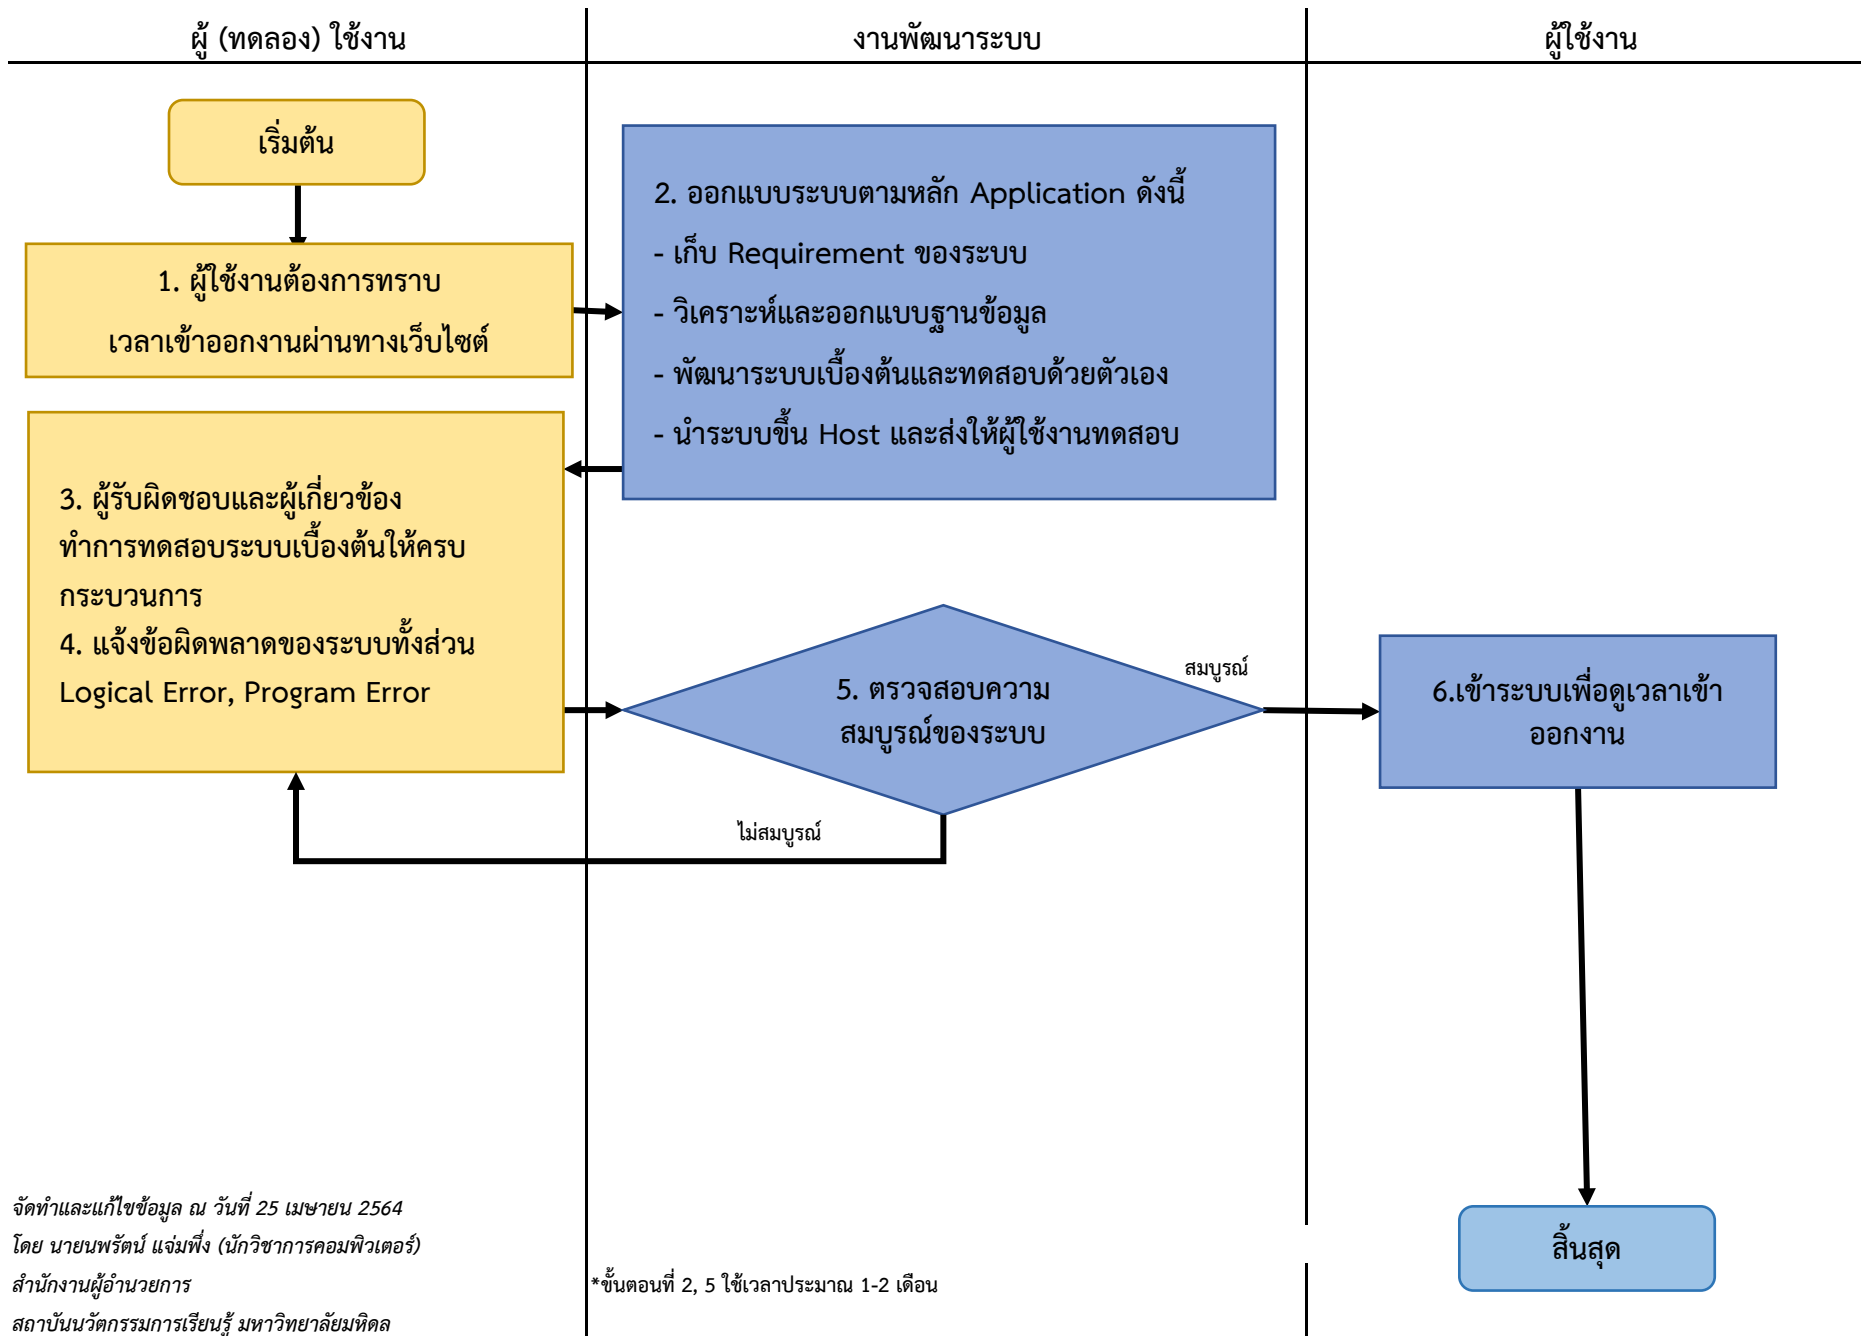 ผู้ (ทดลอง) ใช้งาน
งานพัฒนาระบบ
ผู้ใช้งาน
เริ่มต้น
1. ผู้ใช้งานต้องการทราบ
เวลาเข้าออกงานผ่านทางเว็บไซต์
2. ออกแบบระบบตามหลัก Application ดังนี้
- เก็บ Requirement ของระบบ
- วิเคราะห์และออกแบบฐานข้อมูล
- พัฒนาระบบเบื้องต้นและทดสอบด้วยตัวเอง
- นำระบบขึ้น Host และส่งให้ผู้ใช้งานทดสอบ
3. ผู้รับผิดชอบและผู้เกี่ยวข้อง
ทำการทดสอบระบบเบื้องต้นให้ครบ
กระบวนการ
4. แจ้งข้อผิดพลาดของระบบทั้งส่วน
Logical Error, Program Error
5. ตรวจสอบความ
สมบูรณ์ของระบบ
สมบูรณ์
ไม่สมบูรณ์
6.เข้าระบบเพื่อดูเวลาเข้า
ออกงาน
สิ้นสุด
จัดทำและแก้ไขข้อมูล ณ วันที่ 25 เมษายน 2564
โดย นายนพรัตน์ แจ่มพึ่ง (นักวิชาการคอมพิวเตอร์)
สำนักงานผู้อำนวยการ
สถาบันนวัตกรรมการเรียนรู้ มหาวิทยาลัยมหิดล
*ขั้นตอนที่ 2, 5 ใช้เวลาประมาณ 1-2 เดือน